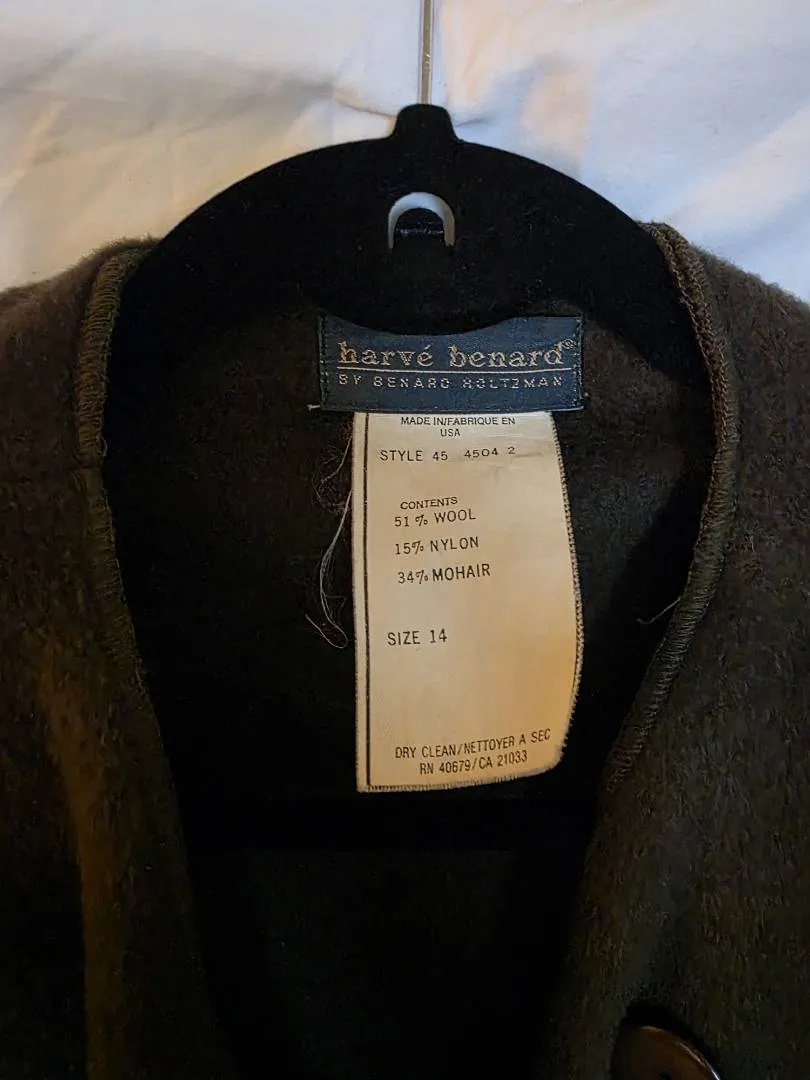 harvé benard®
BY BENARD HOLTZMAN
MADE IN/FABRIQUE EN
USA
STYLE 45 4504 2
CONTENTS
51% WOOL
15% NYLON
34% MOHAIR
SIZE 14
DRY CLEAN/NETTOYER A SEC
RN 40679/CA 21033